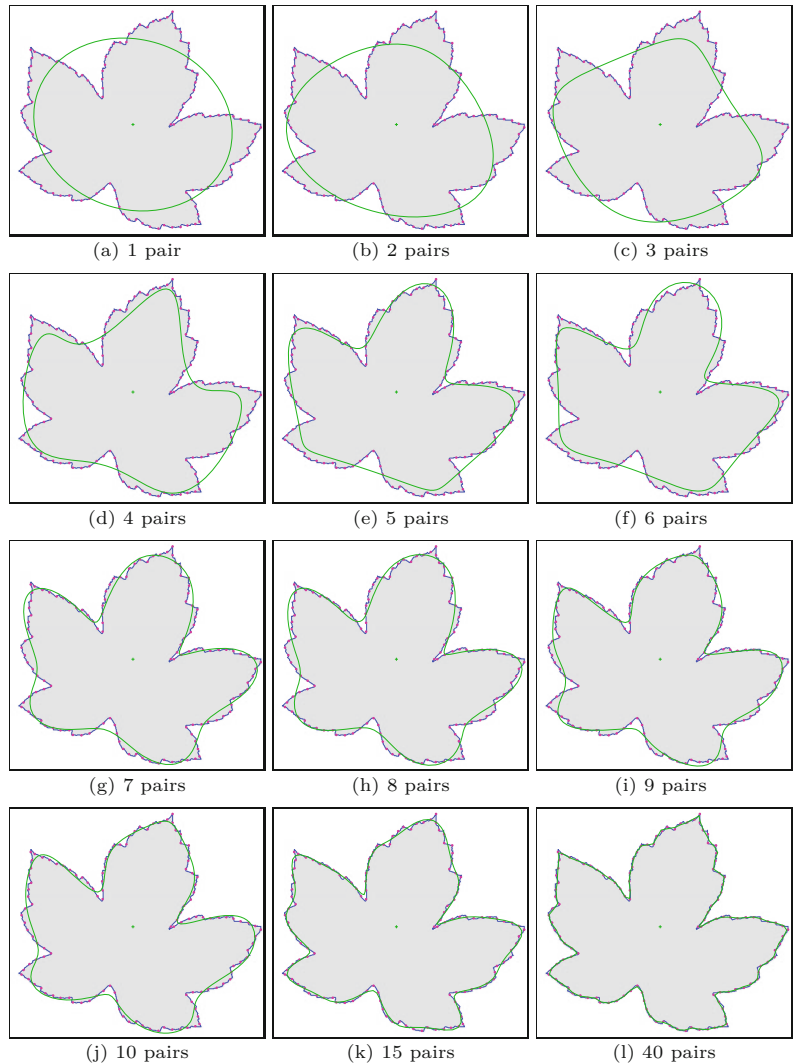 (a) 1 pair
(b) 2 pairs
(c) 3 pairs
(d) 4 pairs
(e) 5 pairs
(f) 6 pairs
(g) 7 pairs
(h) 8 pairs
(i) 9 pairs
(j) 10 pairs
(k) 15 pairs
(l) 40 pairs